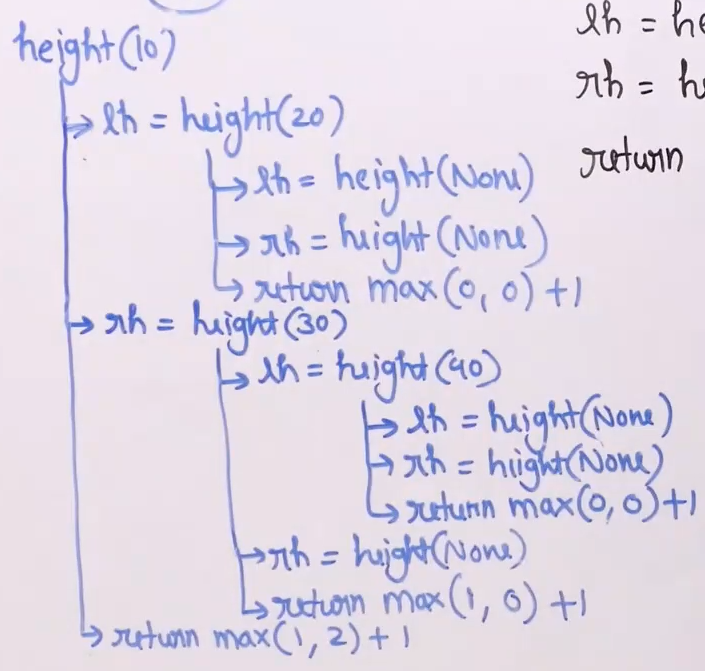 height(10)
lh = height(20)
lh = height(None)
rh = height(None)
return max(0, 0) +1
rh = height(30)
lh = height(40)
lh = height(None)
rh = height(None)
return max(0, 0)+1
rh = height(None)
return max(1, 0) +1
return max(1, 2)+1
lh = he
rh = h
return